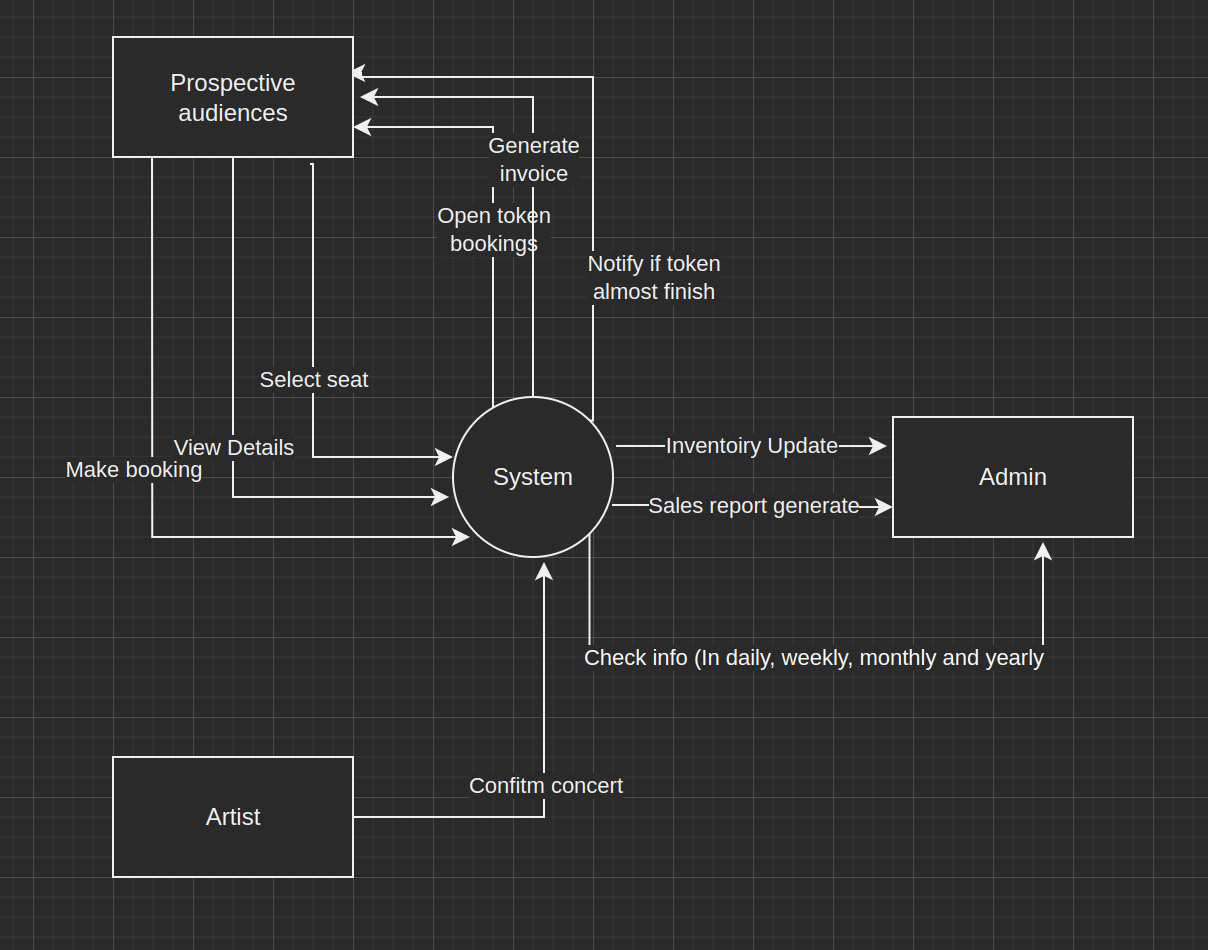 Prospective
audiences
Generate
invoice
Open token
bookings
Notify if token
almost finish
Select seat
View Details
Make booking
System
Inventoiry Update
Sales report generate
Admin
Check info (In daily, weekly, monthly and yearly
Confitm concert
Artist